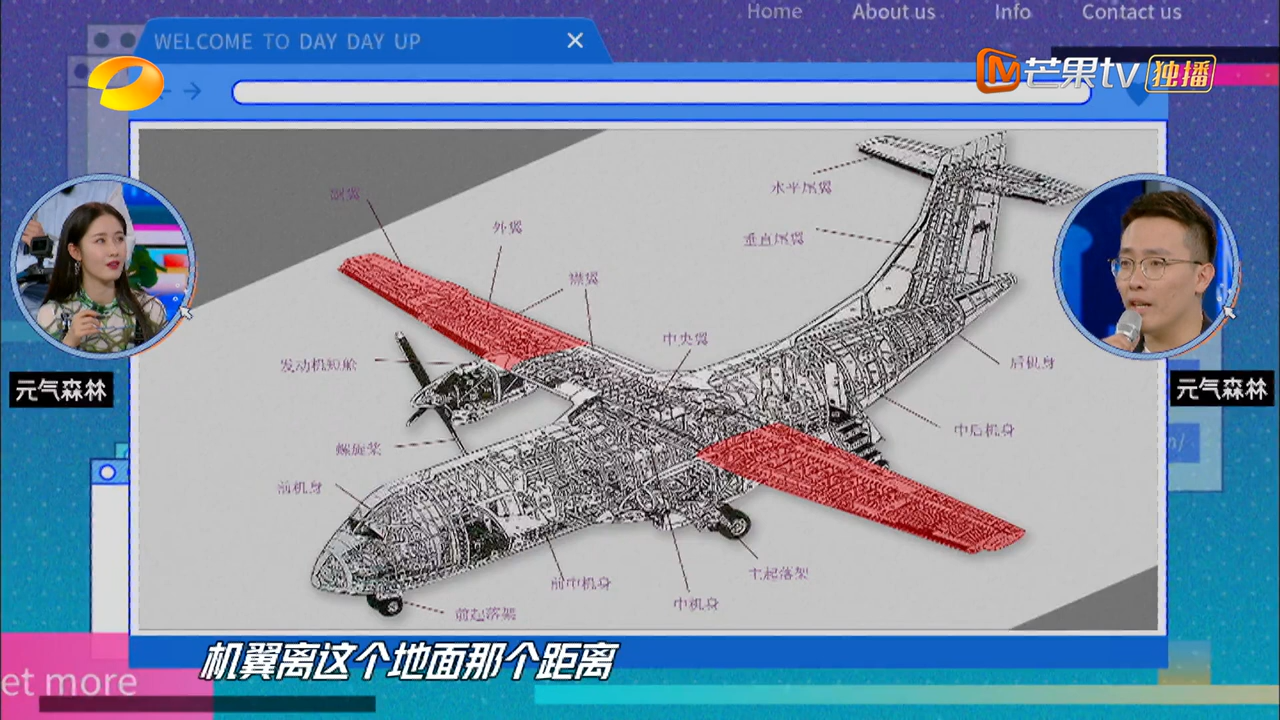 Home
About us
Info
Contact us
WELCOME TO DAY DAY UP
芒果tv 独播
副翼
外翼
襟翼
水平尾翼
垂直尾翼
中央翼
发动机短舱
后机身
中后机身
螺旋桨
前机身
前中机身
主起落架
中机身
前起落架
元气森林
元气森林
机翼离这个地面那个距离
et more